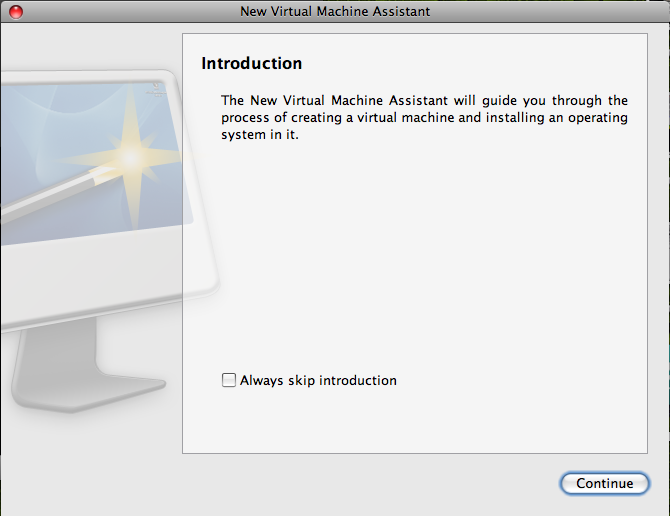 New Virtual Machine Assistant
Introduction
The New Virtual Machine Assistant will guide you through the
process of creating a virtual machine and installing an operating
system in it.
Always skip introduction
Continue